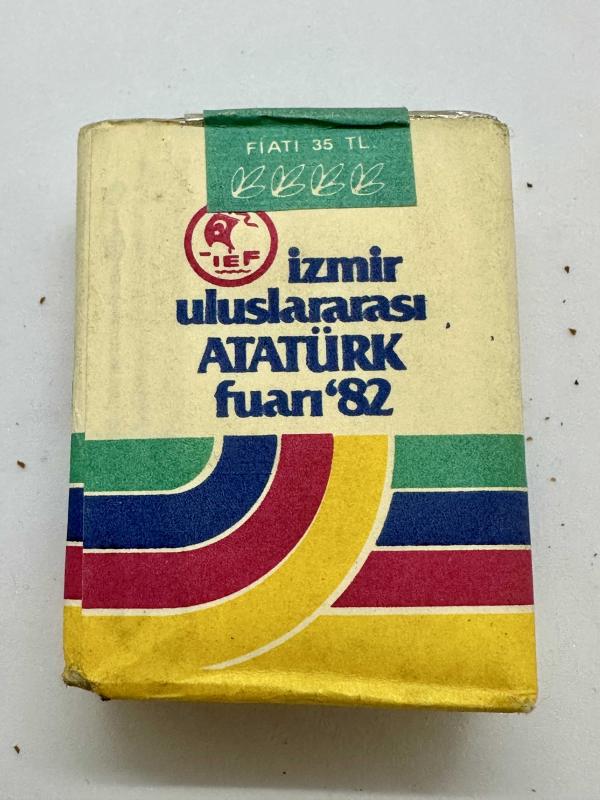 FİATI 35 TL.
İEF
izmir
uluslararası
ATATÜRK
fuarı '82